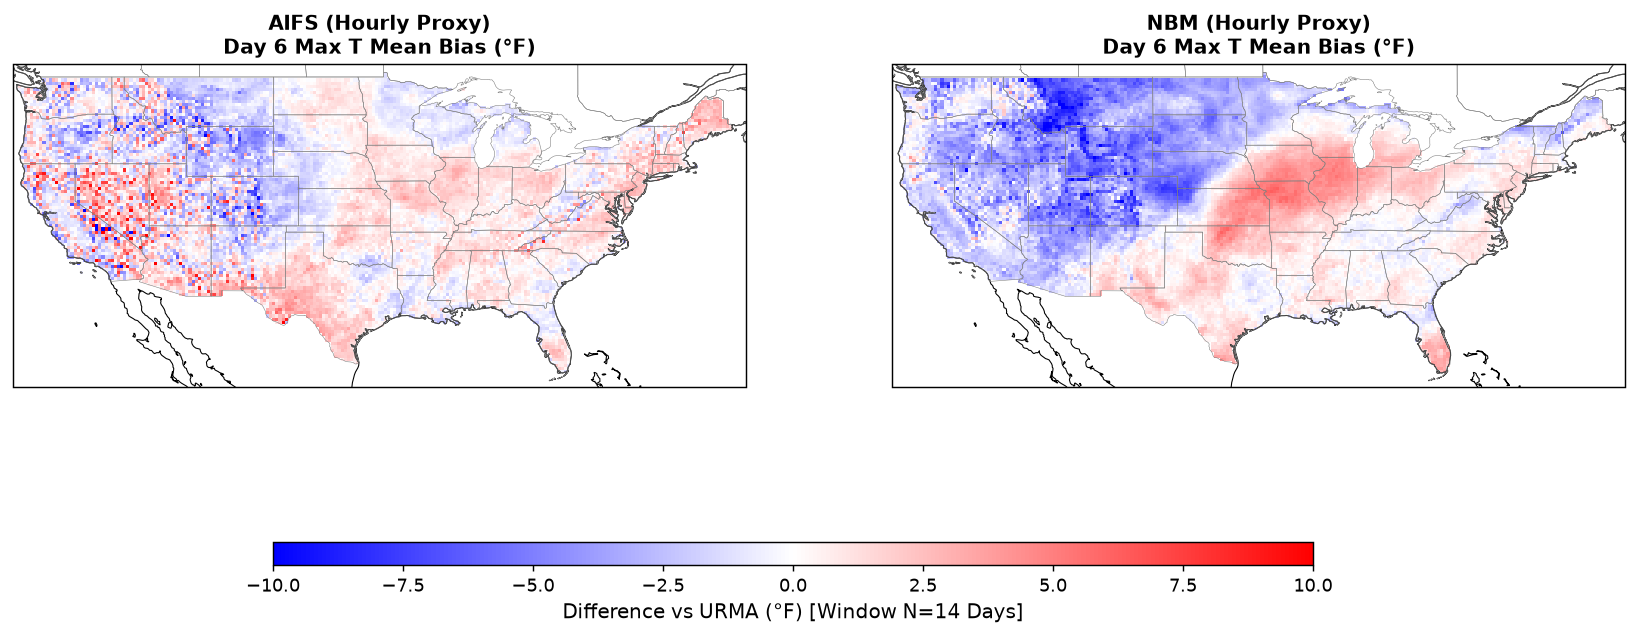 AIFS (Hourly Proxy)
Day 6 Max T Mean Bias (°F)
NBM (Hourly Proxy)
Day 6 Max T Mean Bias (°F)
−10.0 −7.5 −5.0 −2.5 0.0 2.5 5.0 7.5 10.0
Difference vs URMA (°F) [Window N=14 Days]